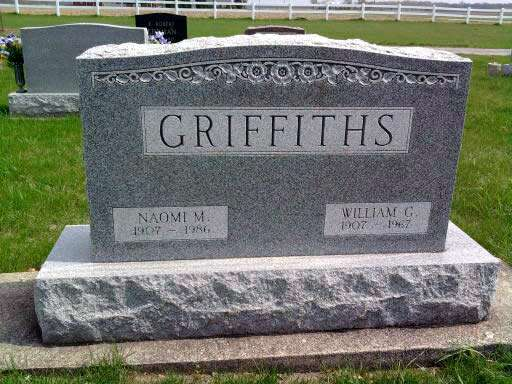 GRIFFITHS
NAOMI M.
1907 - 1986
WILLIAM G.
1907 - 1967